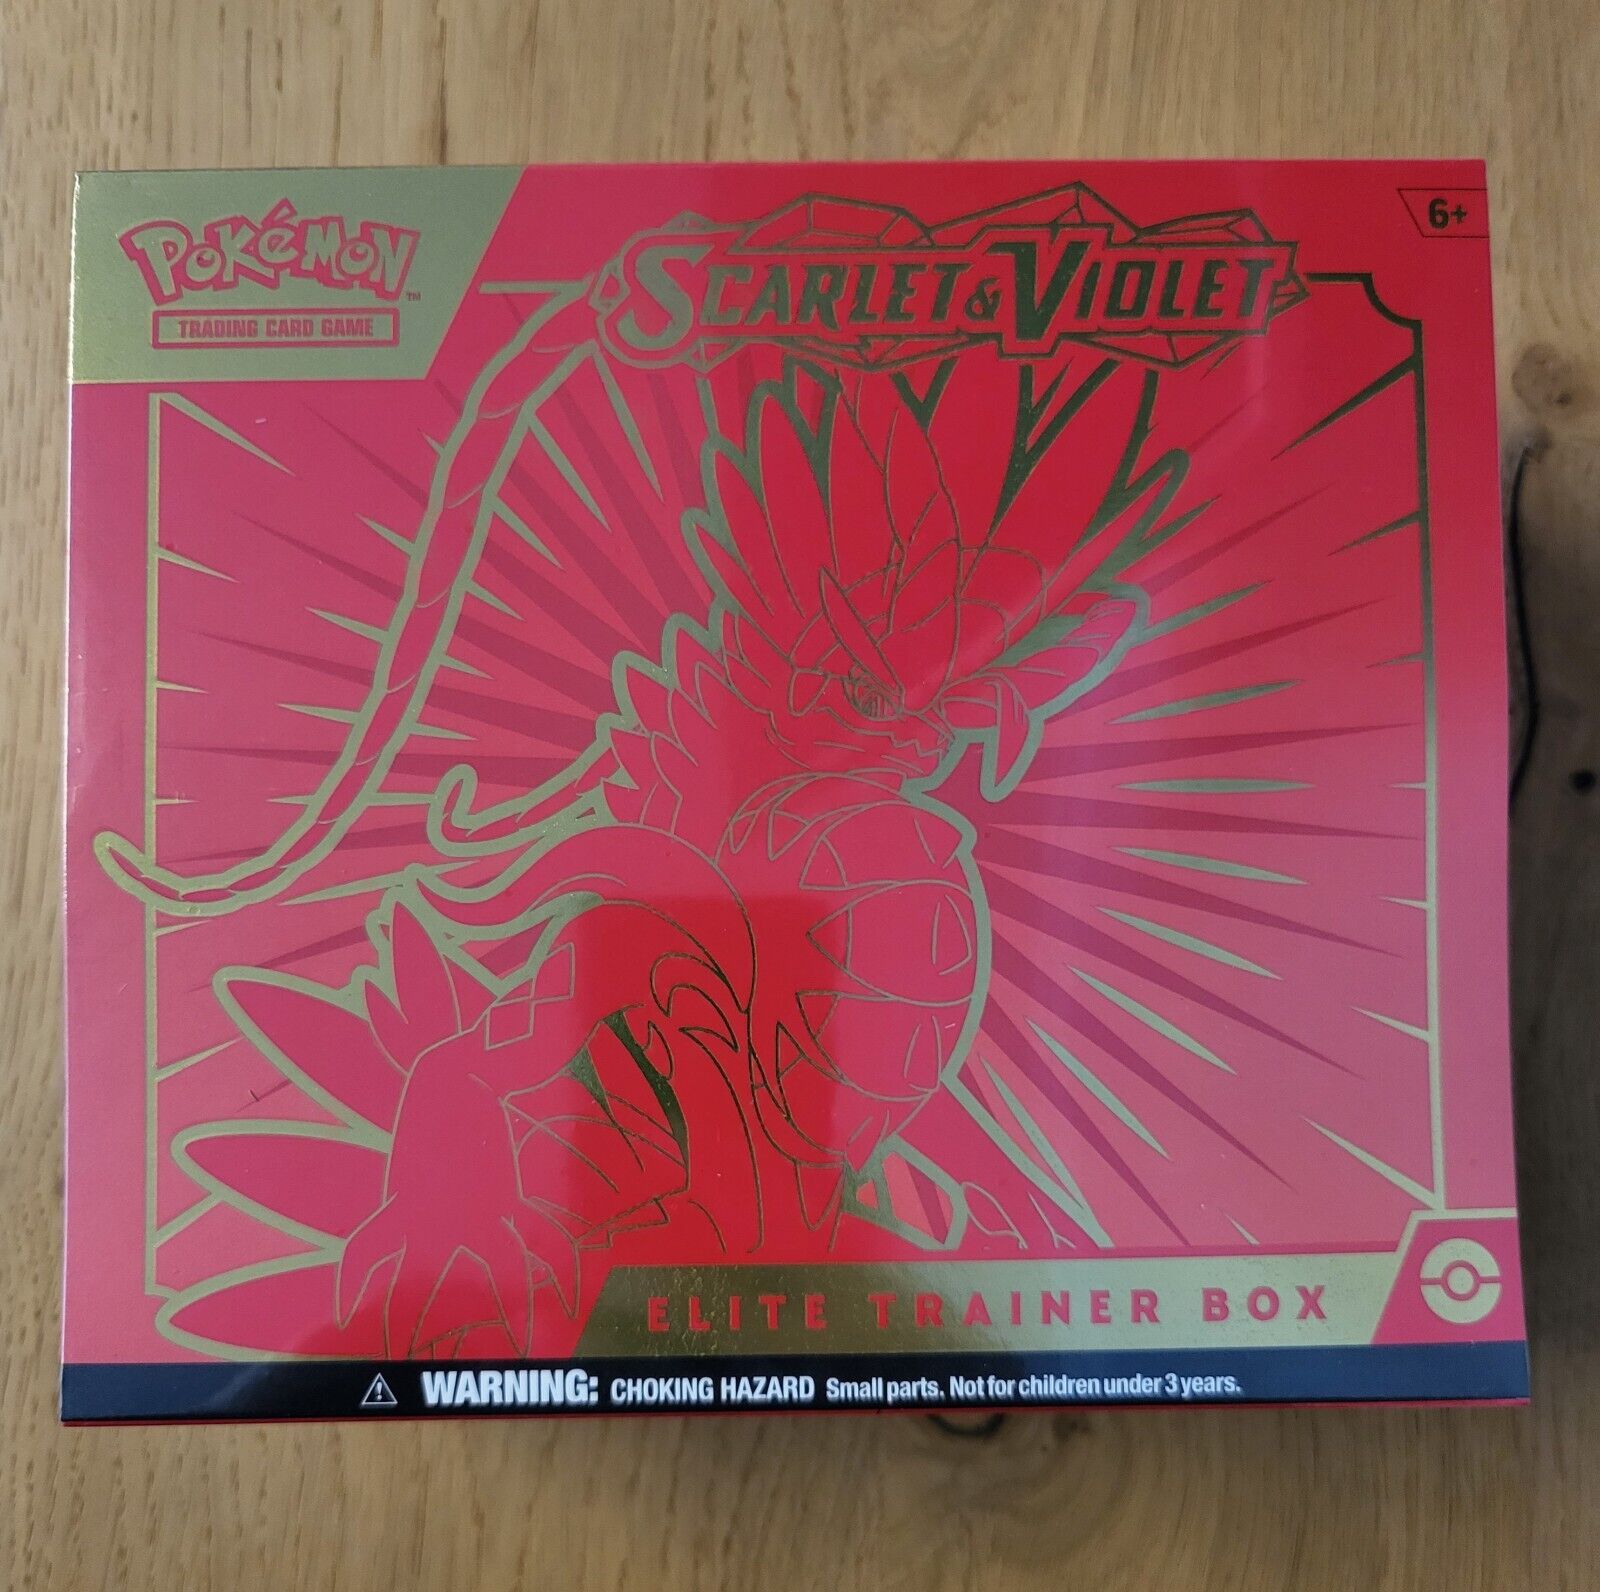 POKéMON™
TRADING CARD GAME
SCARLET & VIOLET
6+
ELITE TRAINER BOX
WARNING: CHOKING HAZARD Small parts. Not for children under 3 years.